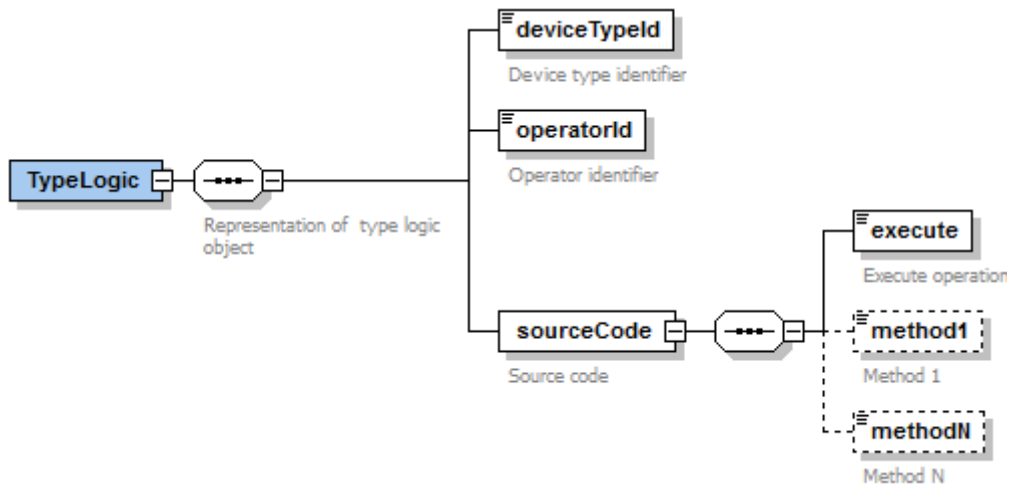 deviceTypeId
Device type identifier
operatorId
Operator identifier
TypeLogic
Representation of type logic
object
execute
Execute operation
sourceCode
Source code
method1
Method 1
methodN
Method N